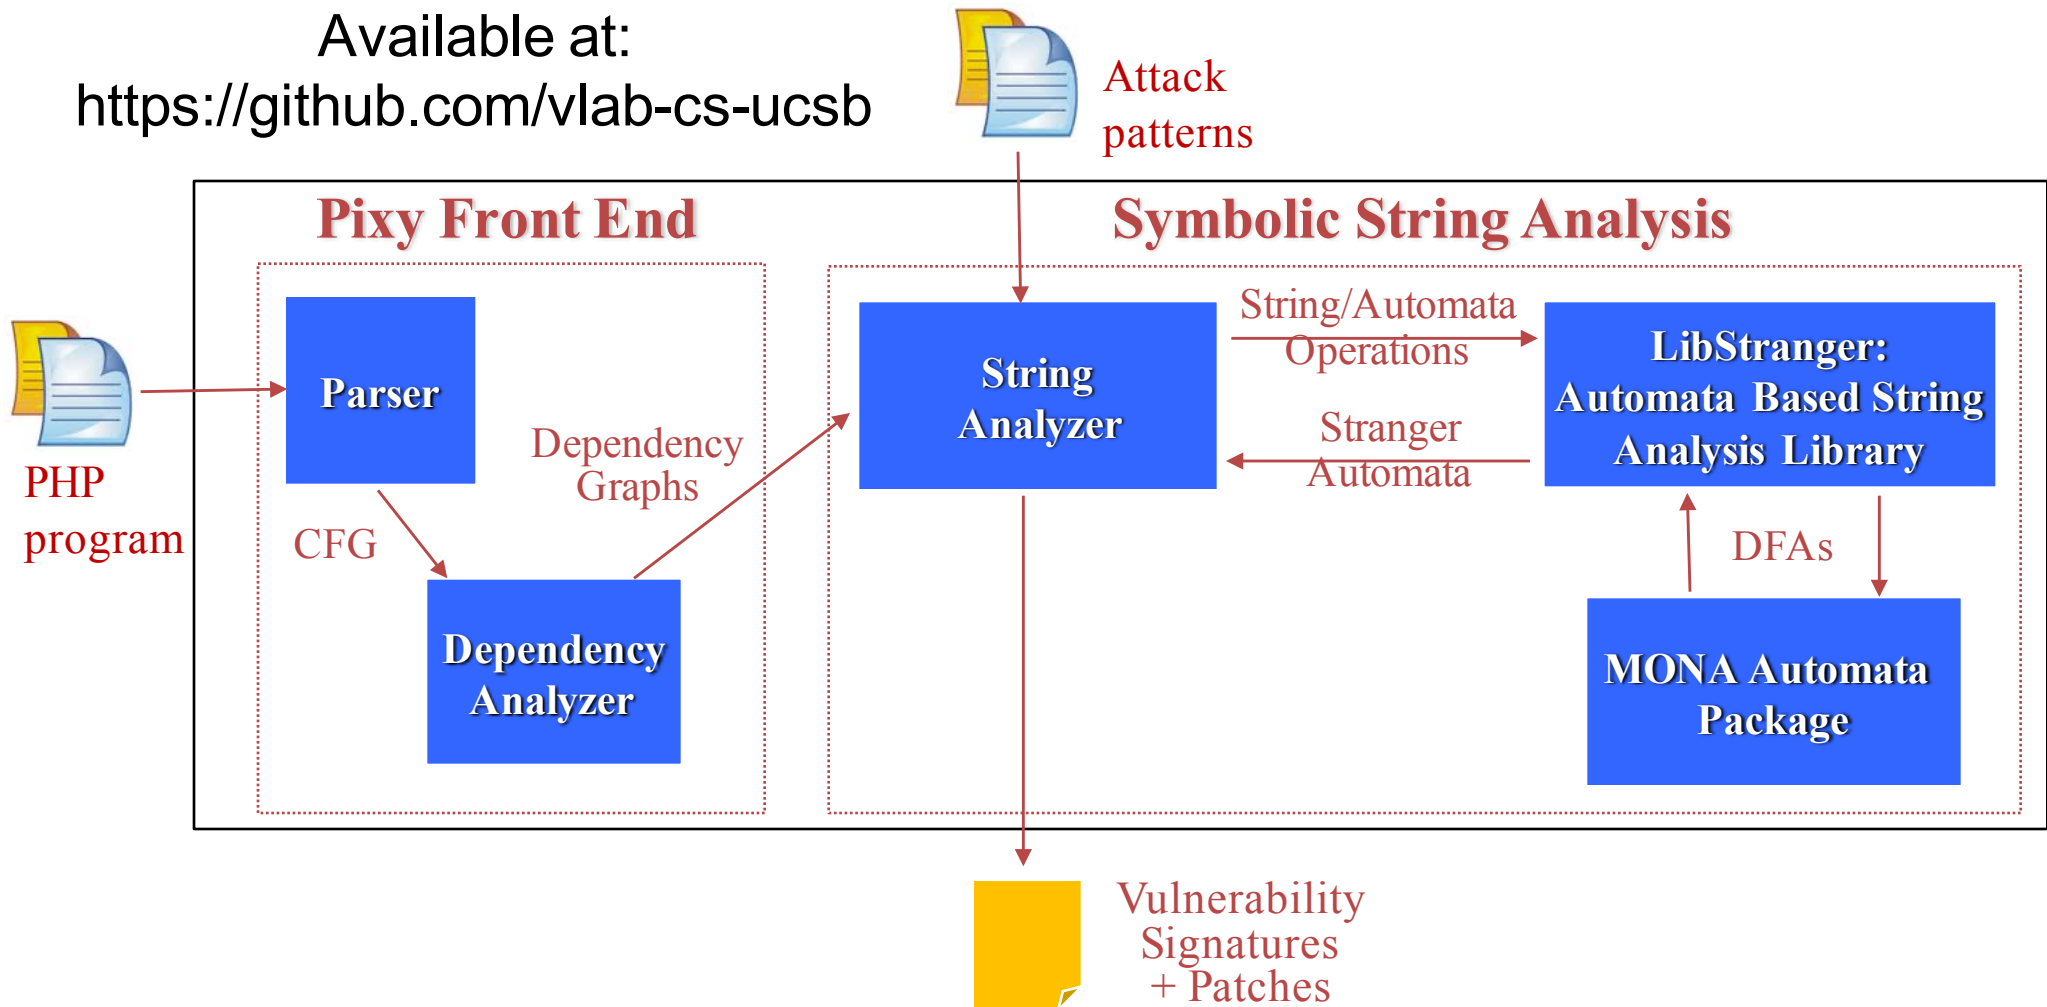 Available at:
https://github.com/vlab-cs-ucsb
Attack
patterns
Pixy Front End
Symbolic String Analysis
PHP
program
Parser
CFG
Dependency
Analyzer
Dependency
Graphs
String
Analyzer
String/Automata
Operations
Stranger
Automata
LibStranger:
Automata Based String
Analysis Library
DFAs
MONA Automata
Package
Vulnerability
Signatures
+ Patches